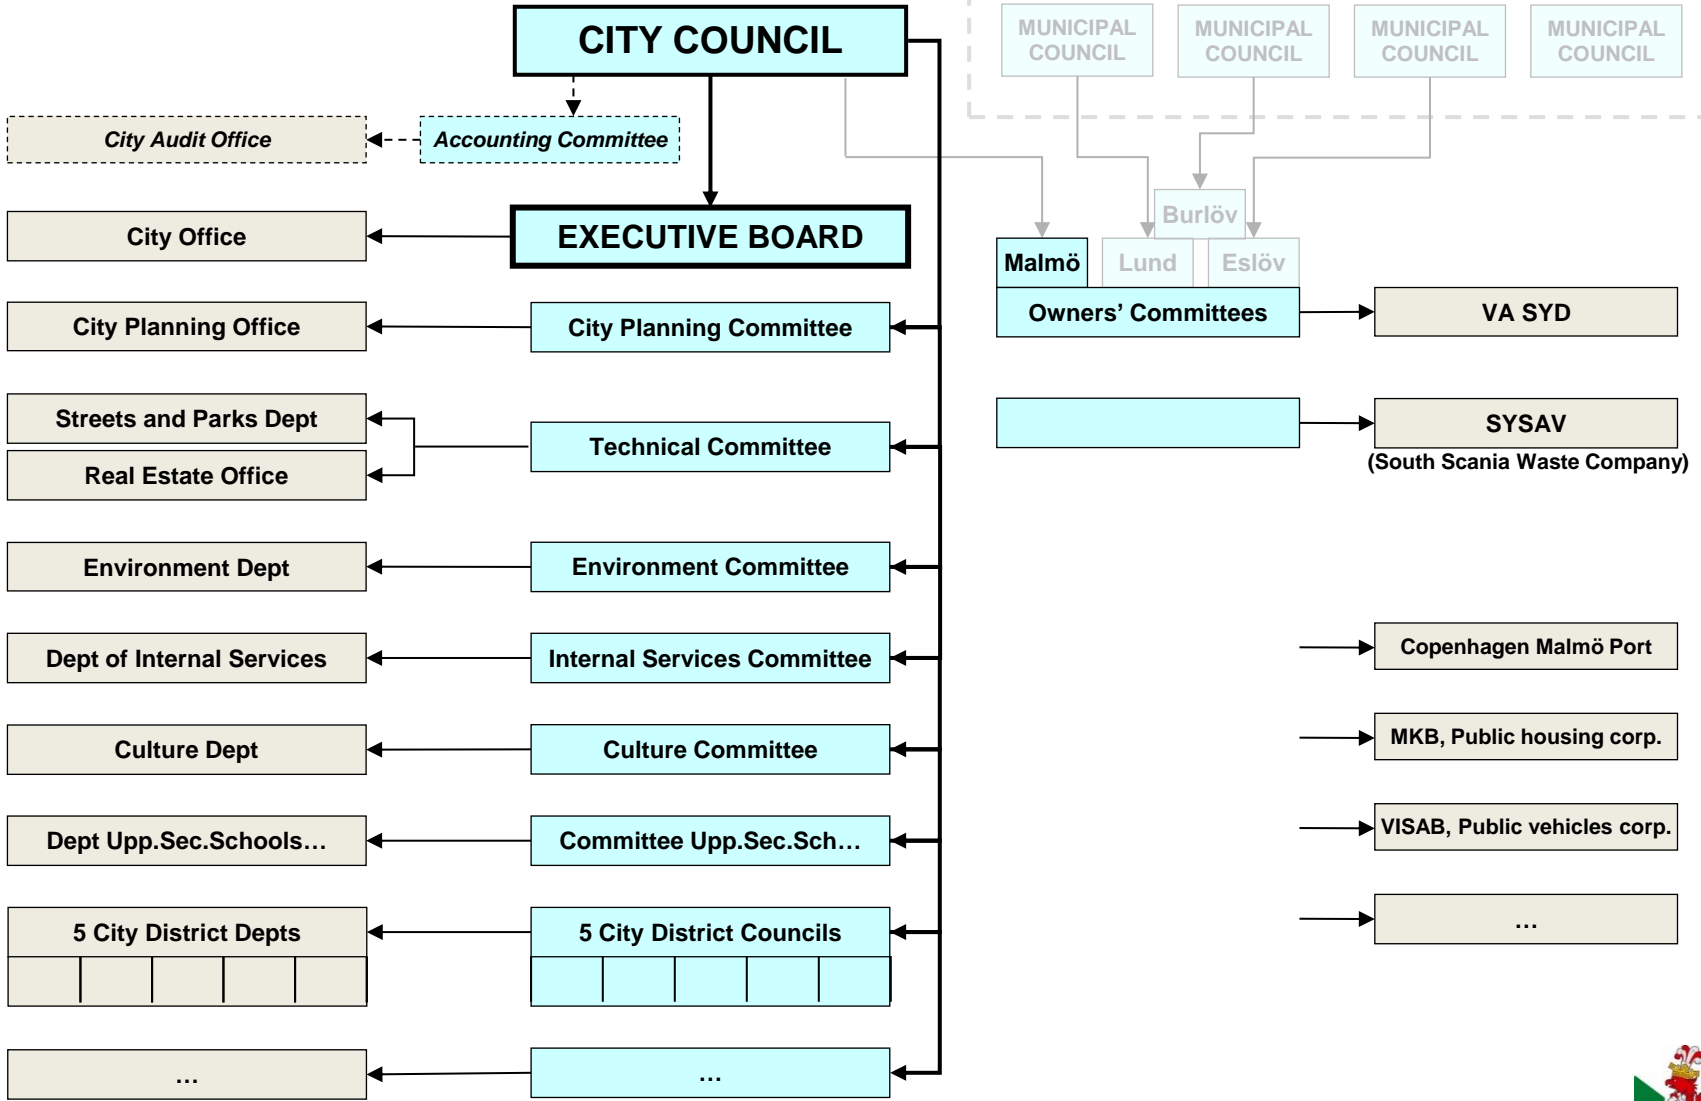 CITY COUNCIL
MUNICIPAL
COUNCIL
MUNICIPAL
COUNCIL
MUNICIPAL
COUNCIL
MUNICIPAL
COUNCIL
City Audit Office
Accounting Committee
Burlöv
City Office
EXECUTIVE BOARD
Malmö
Lund
Eslöv
Owners’ Committees
VA SYD
City Planning Office
City Planning Committee
Streets and Parks Dept
Real Estate Office
Technical Committee
SYSAV
(South Scania Waste Company)
Environment Dept
Environment Committee
Dept of Internal Services
Internal Services Committee
Copenhagen Malmö Port
Culture Dept
Culture Committee
MKB, Public housing corp.
Dept Upp.Sec.Schools…
Committee Upp.Sec.Sch…
VISAB, Public vehicles corp.
5 City District Depts
5 City District Councils
…
…
…